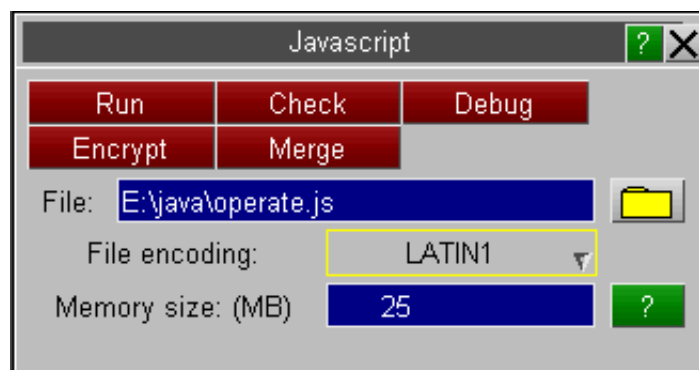 Javascript ?
Run Check Debug
Encrypt Merge
File: E:\java\operate.js
File encoding: LATIN1
Memory size: (MB) 25 ?